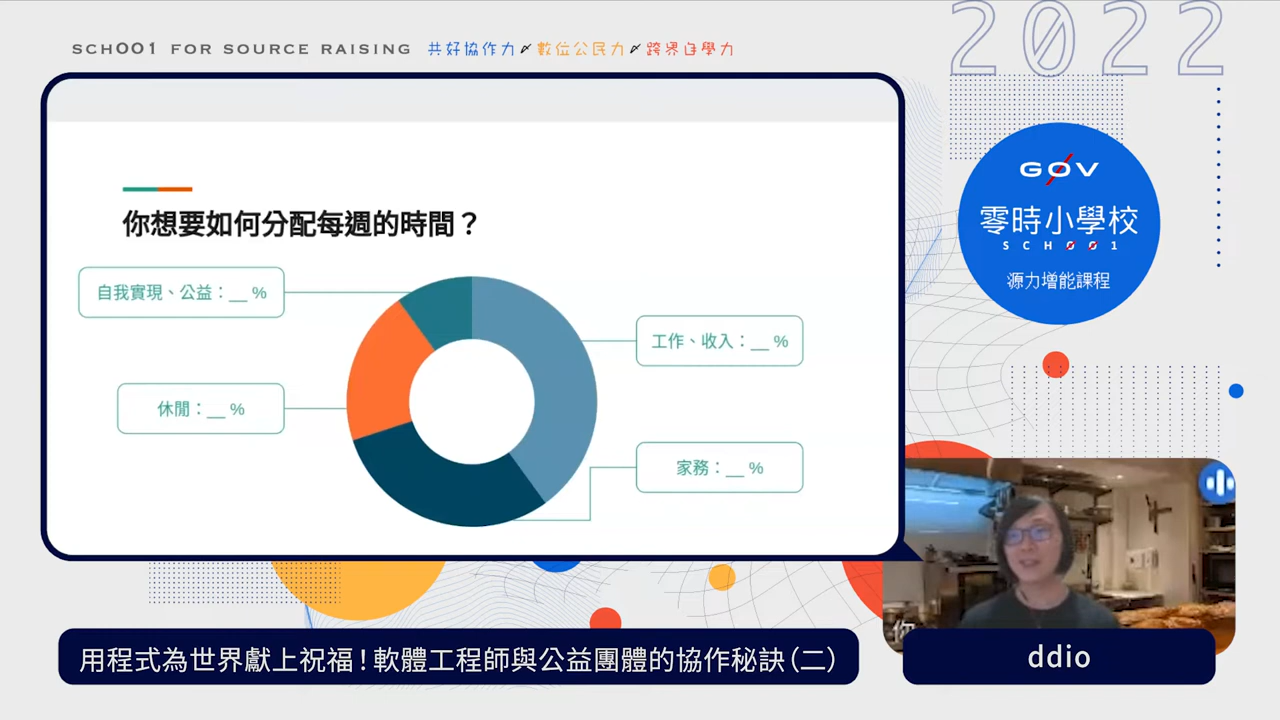 2022
SCHOO1 FOR SOURCE RAISING 共好協作力 數位公民力 跨界自學力
GØV
零時小學校
SCHØØ1
源力增能課程
你想要如何分配每週的時間？
自我實現、公益：__ %
工作、收入：__ %
休閒：__ %
家務：__ %
你
用程式為世界獻上祝福！軟體工程師與公益團體的協作秘訣（二）
ddio